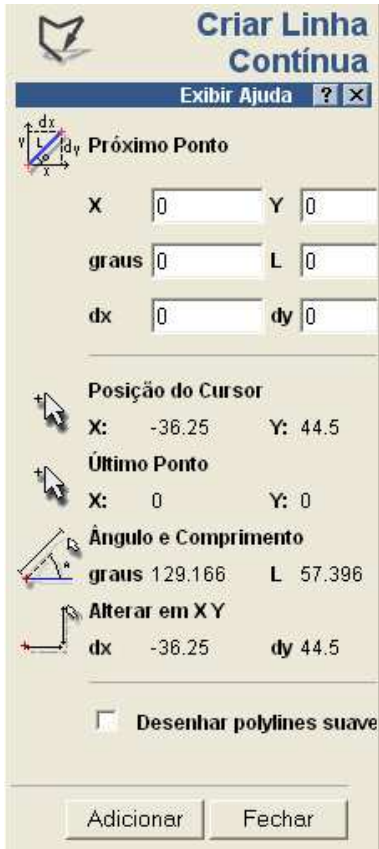 Criar Linha
Contínua
Exibir Ajuda ? X
dx
Y L dy
X
Próximo Ponto
X 0 Y 0
graus 0 L 0
dx 0 dy 0
Posição do Cursor
X: -36.25 Y: 44.5
Último Ponto
X: 0 Y: 0
Ângulo e Comprimento
graus 129.166 L 57.396
Alterar em X Y
dx -36.25 dy 44.5
Desenhar polylines suave
Adicionar Fechar